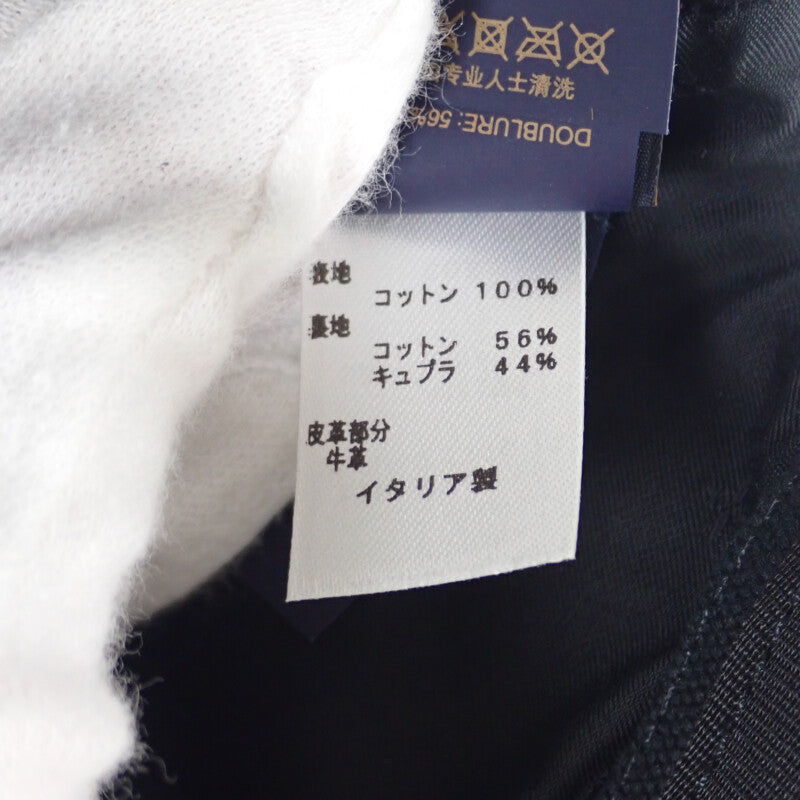 专业人士清洗
DOUBLURE: 56%
表地
コットン 100%
裏地
コットン 56%
キュプラ 44%
皮革部分
牛革
イタリア製